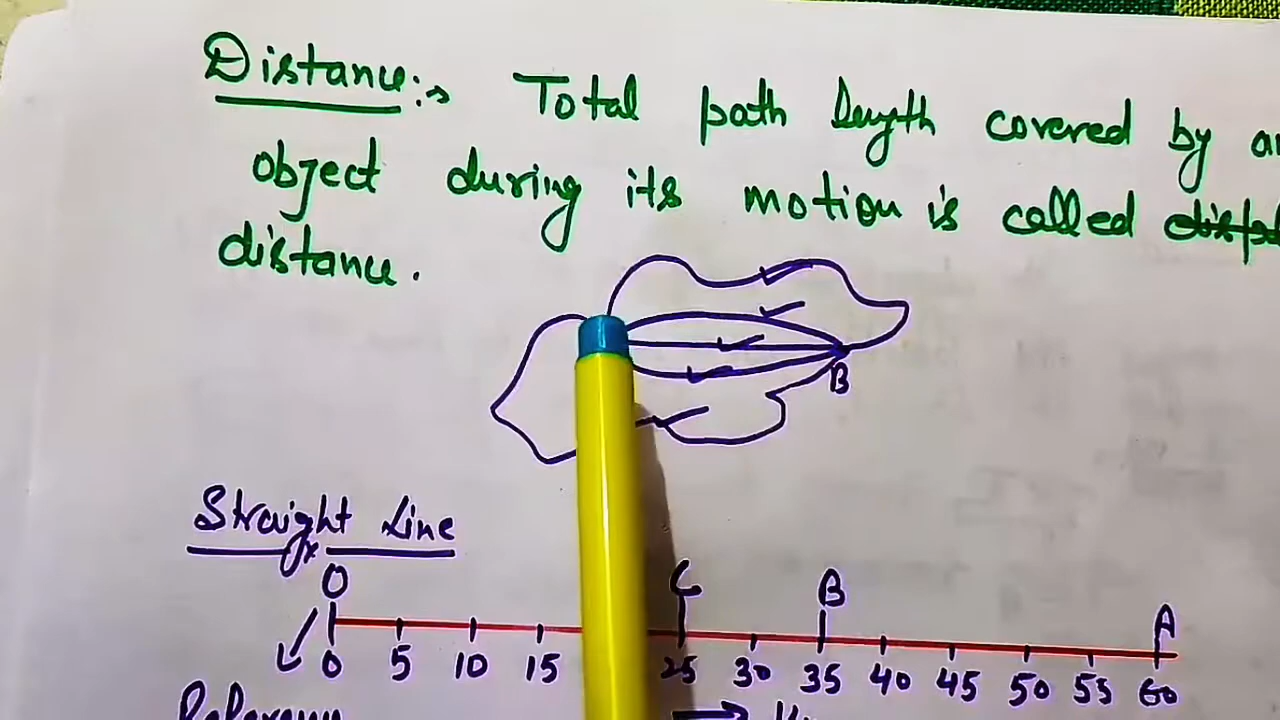 Distance:→ Total path length covered by an
object during its motion is called
distance.
B
Straight Line
O C B A
0 5 10 15 25 30 35 40 45 50 55 60